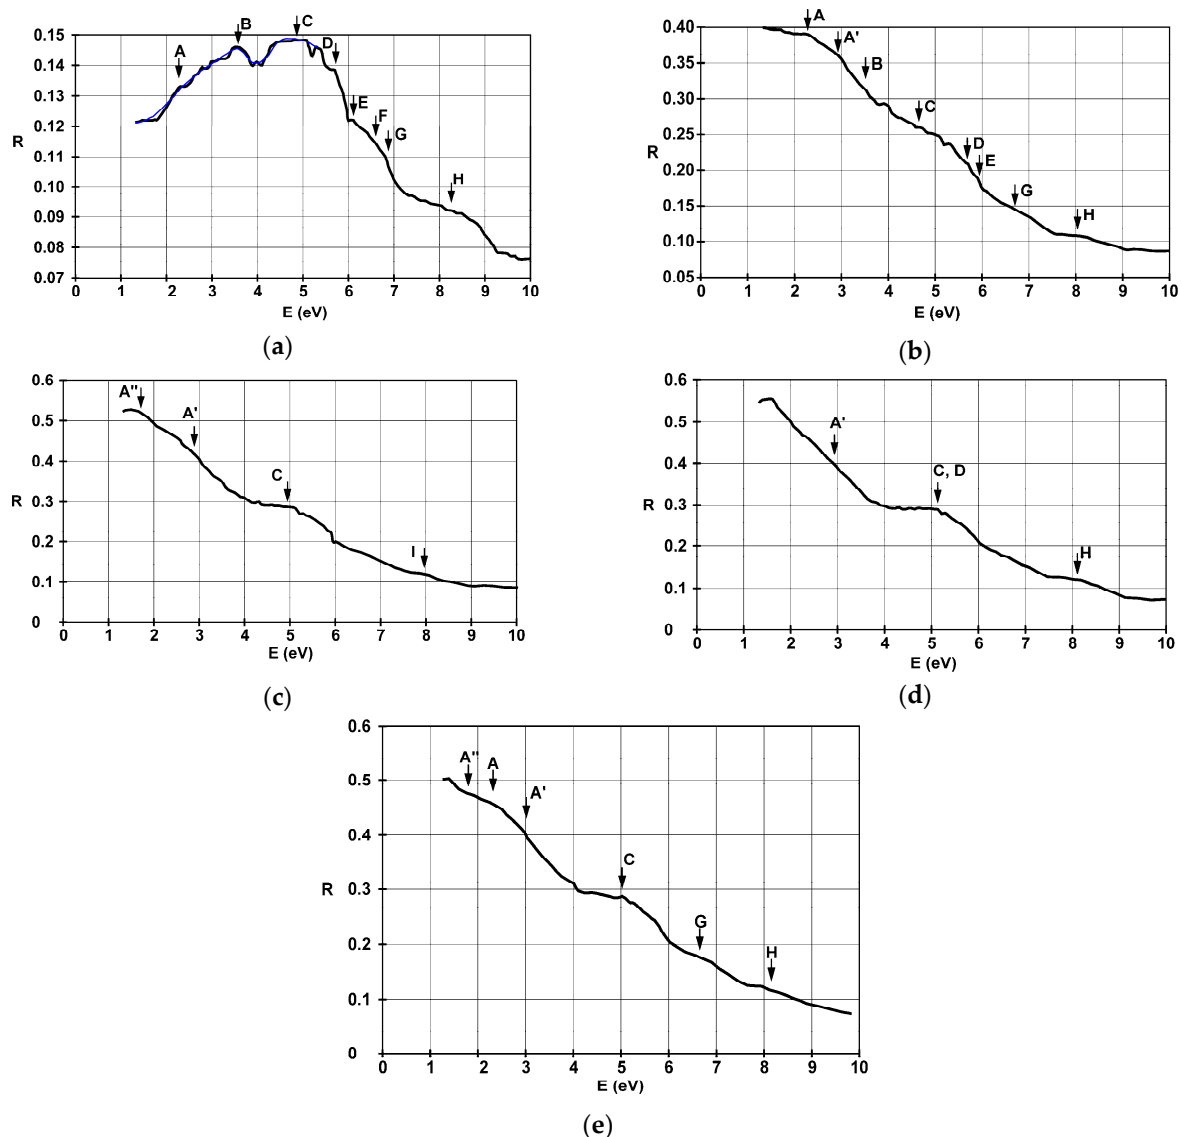 A
B
C
D
E
F
G
H
0.15
0.14
0.13
0.12
0.11
0.10
0.09
0.08
0.07
R
0 1 2 3 4 5 6 7 8 9 10
E (eV)
(a)
A
A'
B
C
D
E
G
H
0.40
0.35
0.30
0.25
0.20
0.15
0.10
0.05
R
0 1 2 3 4 5 6 7 8 9 10
E (eV)
(b)
A"
A'
C
I
0.6
0.5
0.4
0.3
0.2
0.1
0
R
0 1 2 3 4 5 6 7 8 9 10
E (eV)
(c)
A'
C, D
H
0.6
0.5
0.4
0.3
0.2
0.1
0
R
0 1 2 3 4 5 6 7 8 9 10
E (eV)
(d)
A"
A
A'
C
G
H
0.6
0.5
0.4
0.3
0.2
0.1
0
R
0 1 2 3 4 5 6 7 8 9 10
E (eV)
(e)